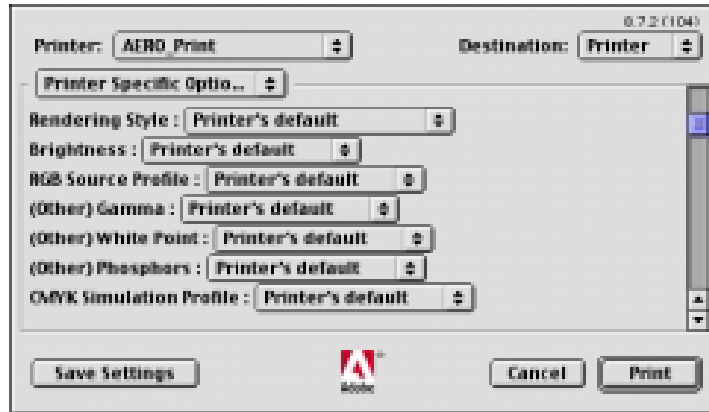 8.7.2 (104)
Printer: AERO_Print Destination: Printer
Printer Specific Optio...
Rendering Style : Printer's default
Brightness : Printer's default
RGB Source Profile : Printer's default
(Other) Gamma : Printer's default
(Other) White Point : Printer's default
(Other) Phosphors : Printer's default
CMYK Simulation Profile : Printer's default
Save Settings Adobe Cancel Print